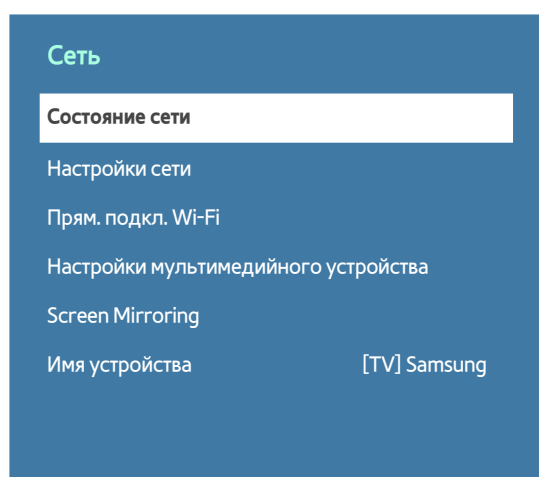 Сеть
Состояние сети
Настройки сети
Прям. подкл. Wi-Fi
Настройки мультимедийного устройства
Screen Mirroring
Имя устройства [TV] Samsung